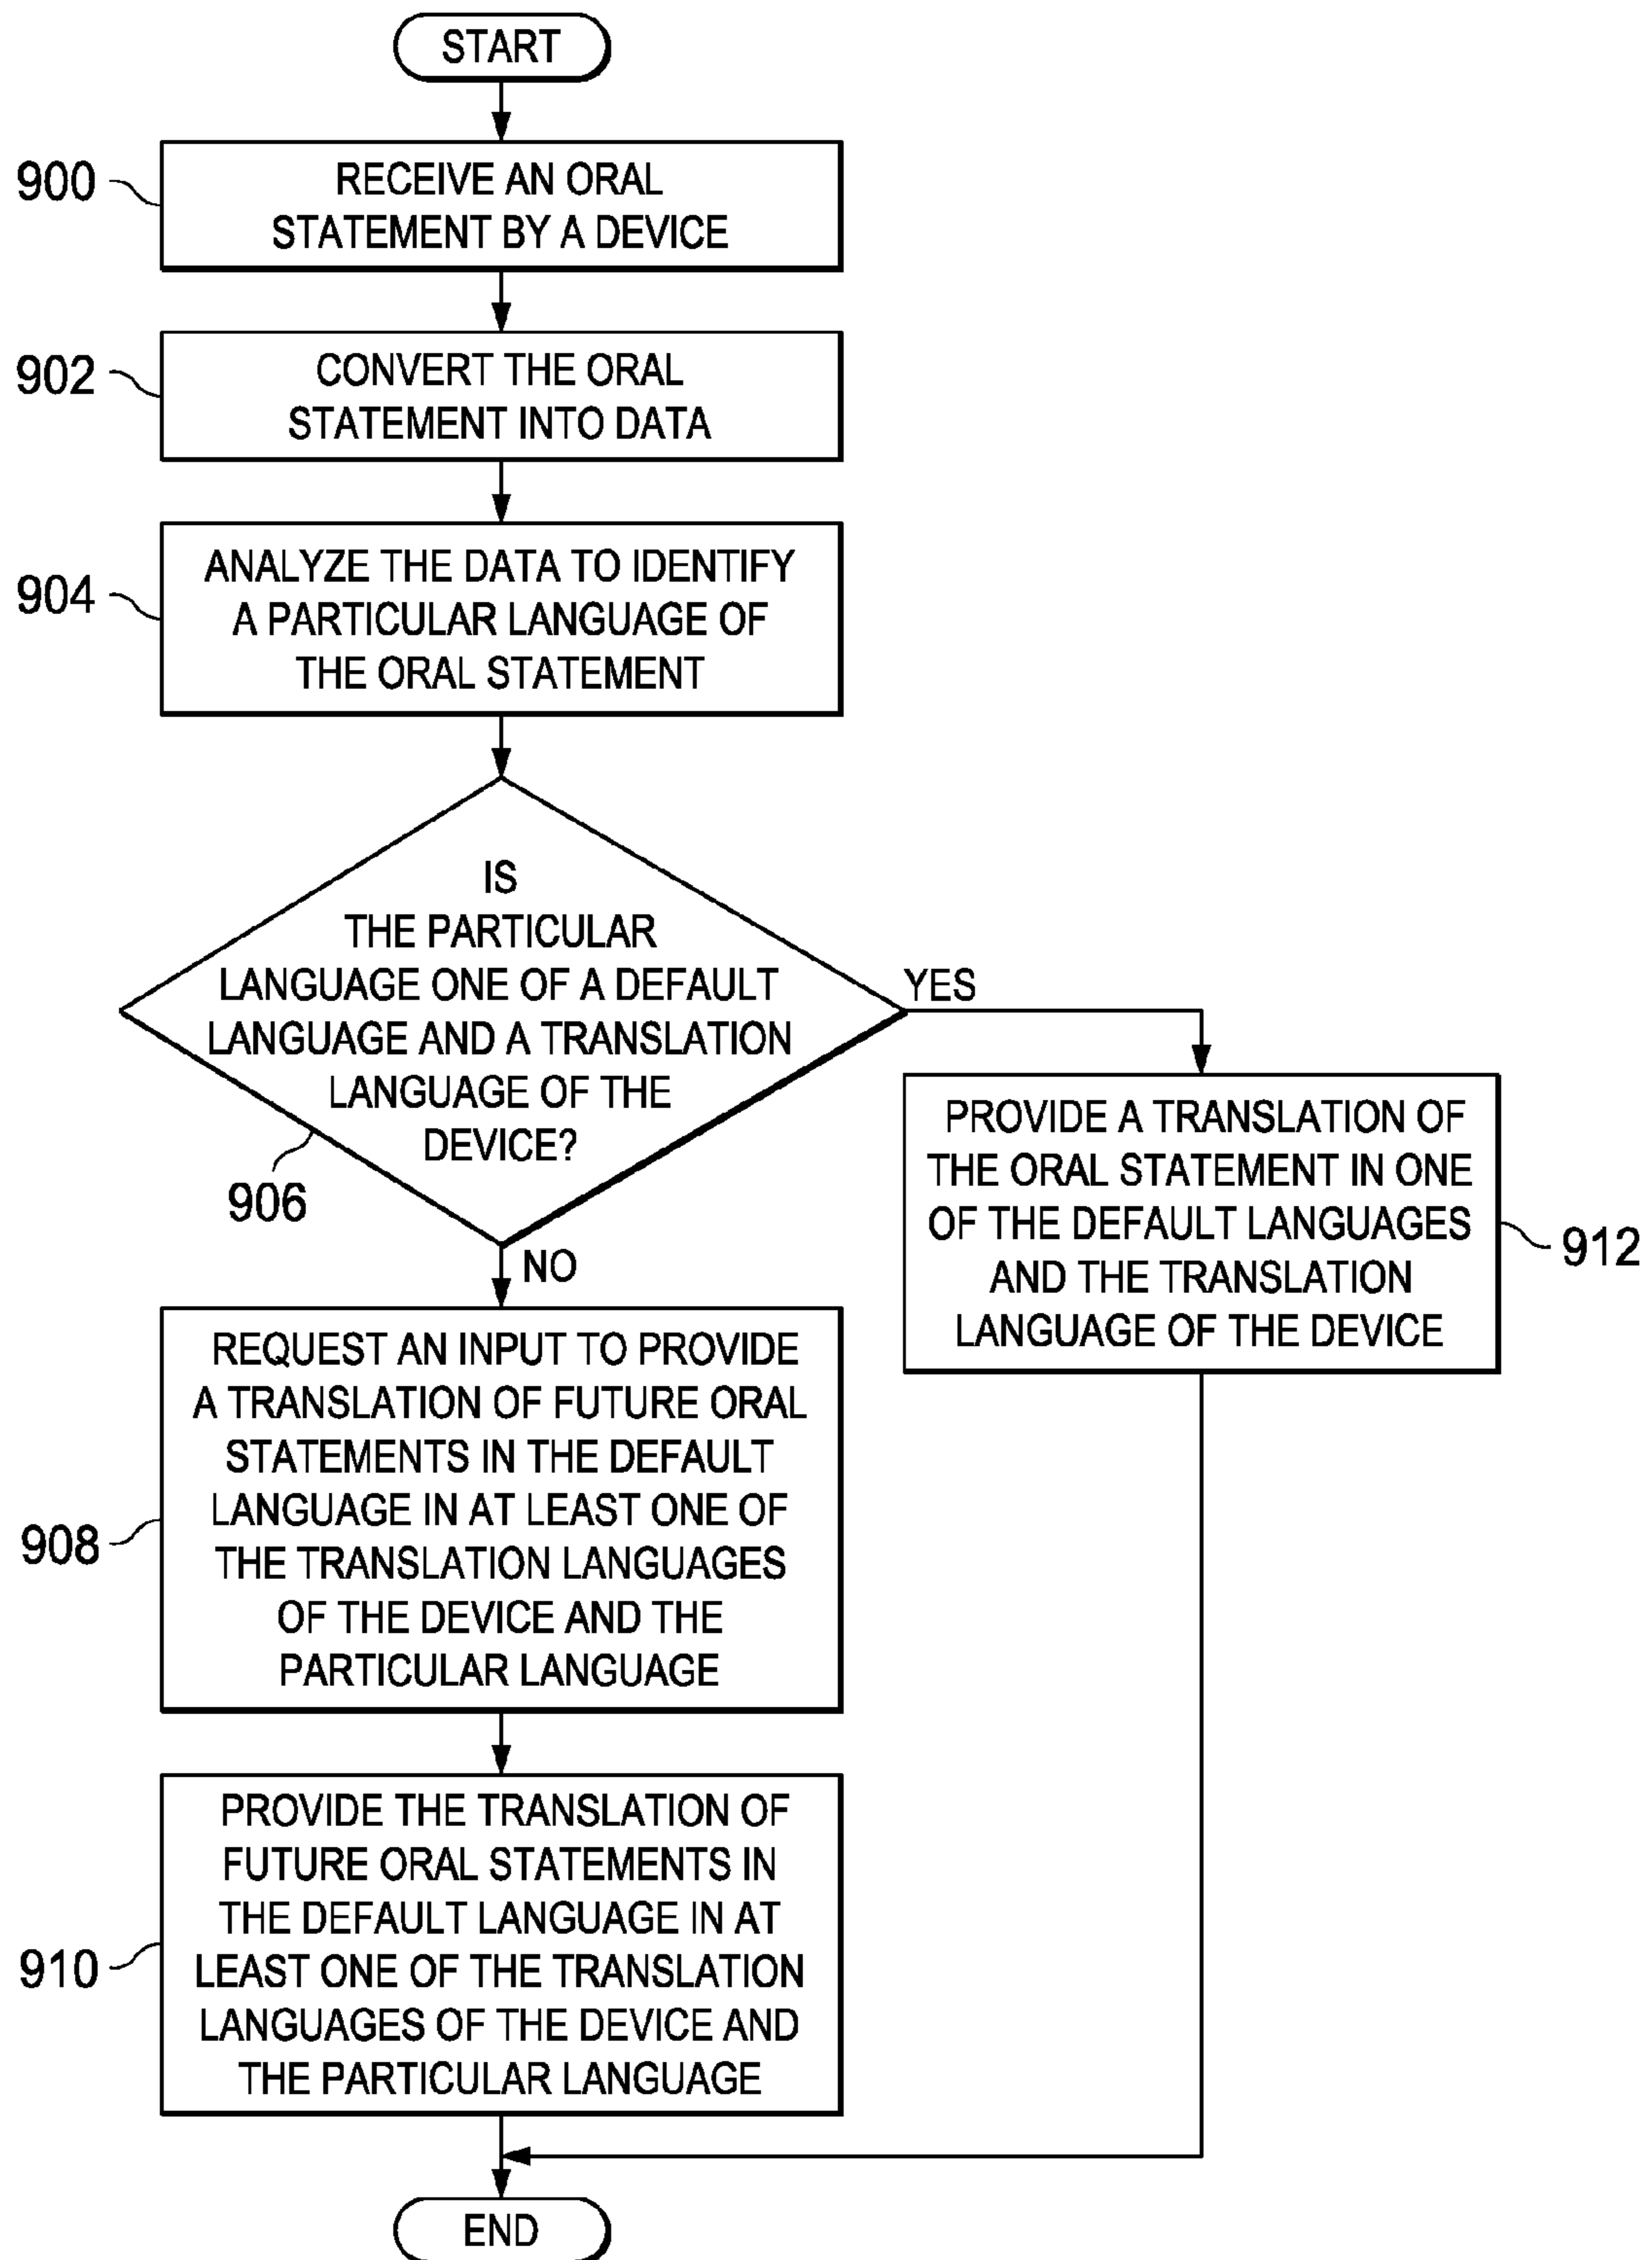 START
900
RECEIVE AN ORAL
STATEMENT BY A DEVICE
902
CONVERT THE ORAL
STATEMENT INTO DATA
904
ANALYZE THE DATA TO IDENTIFY
A PARTICULAR LANGUAGE OF
THE ORAL STATEMENT
IS
THE PARTICULAR
LANGUAGE ONE OF A DEFAULT
LANGUAGE AND A TRANSLATION
LANGUAGE OF THE
DEVICE?
906
YES
NO
PROVIDE A TRANSLATION OF
THE ORAL STATEMENT IN ONE
OF THE DEFAULT LANGUAGES
AND THE TRANSLATION
LANGUAGE OF THE DEVICE
912
908
REQUEST AN INPUT TO PROVIDE
A TRANSLATION OF FUTURE ORAL
STATEMENTS IN THE DEFAULT
LANGUAGE IN AT LEAST ONE OF
THE TRANSLATION LANGUAGES
OF THE DEVICE AND THE
PARTICULAR LANGUAGE
910
PROVIDE THE TRANSLATION OF
FUTURE ORAL STATEMENTS IN
THE DEFAULT LANGUAGE IN AT
LEAST ONE OF THE TRANSLATION
LANGUAGES OF THE DEVICE AND
THE PARTICULAR LANGUAGE
END